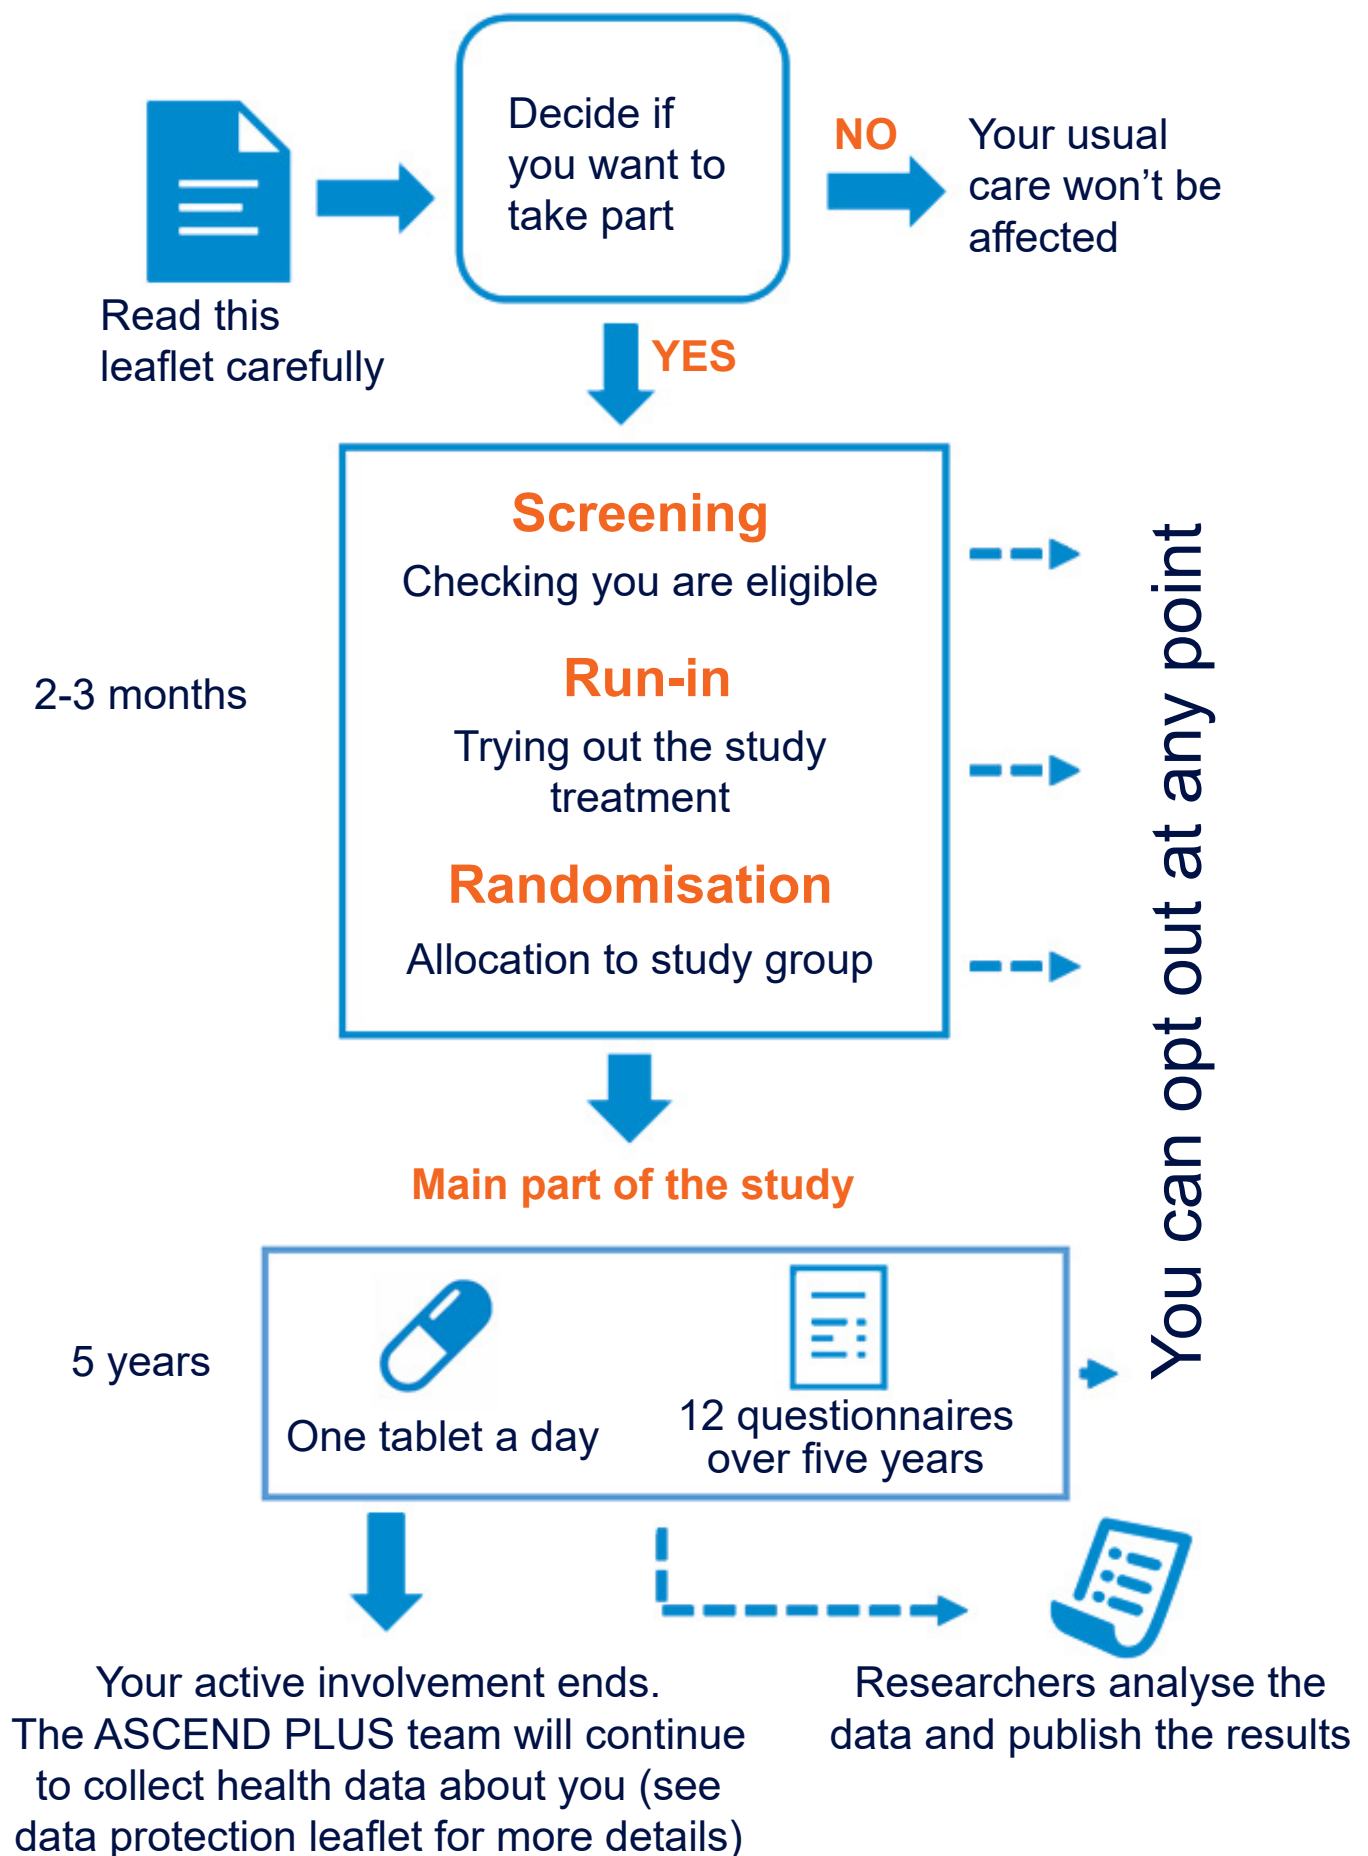 Decide if
you want to
take part
NO
Your usual
care won’t be
affected
Read this
leaflet carefully
YES
Screening
Checking you are eligible
2-3 months
Run-in
Trying out the study
treatment
Randomisation
Allocation to study group
You can opt out at any point
Main part of the study
5 years
One tablet a day
12 questionnaires
over five years
Your active involvement ends.
The ASCEND PLUS team will continue
to collect health data about you (see
data protection leaflet for more details)
Researchers analyse the
data and publish the results